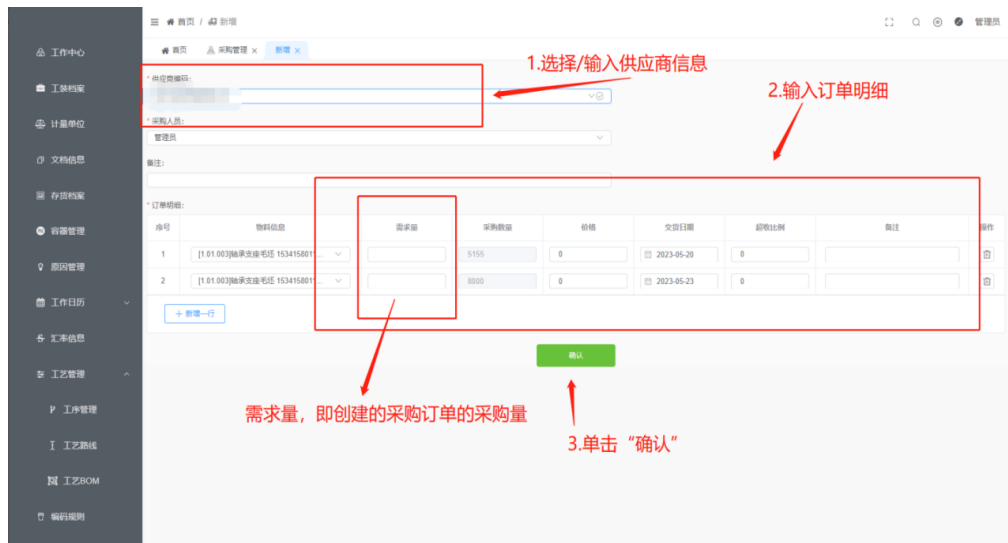 首页 / 新增
管理员
工作中心
工装档案
计量单位
文档信息
存货档案
容器管理
原因管理
工作日历
汇率信息
工艺管理
工序管理
工艺路线
工艺BOM
编码规则
首页 采购管理 × 新增 ×
1.选择/输入供应商信息
* 供应商编码:
2.输入订单明细
* 采购人员:
管理员
备注:
* 订单明细:
序号 物料信息 需求量 采购数量 价格 交货日期 超收比例 备注 操作
1 [1.01.003]轴承支座毛坯 1534158011... 5155 0 2023-05-20 0
2 [1.01.003]轴承支座毛坯 1534158011... 8000 0 2023-05-23 0
+ 新增一行
确认
需求量，即创建的采购订单的采购量
3.单击“确认”